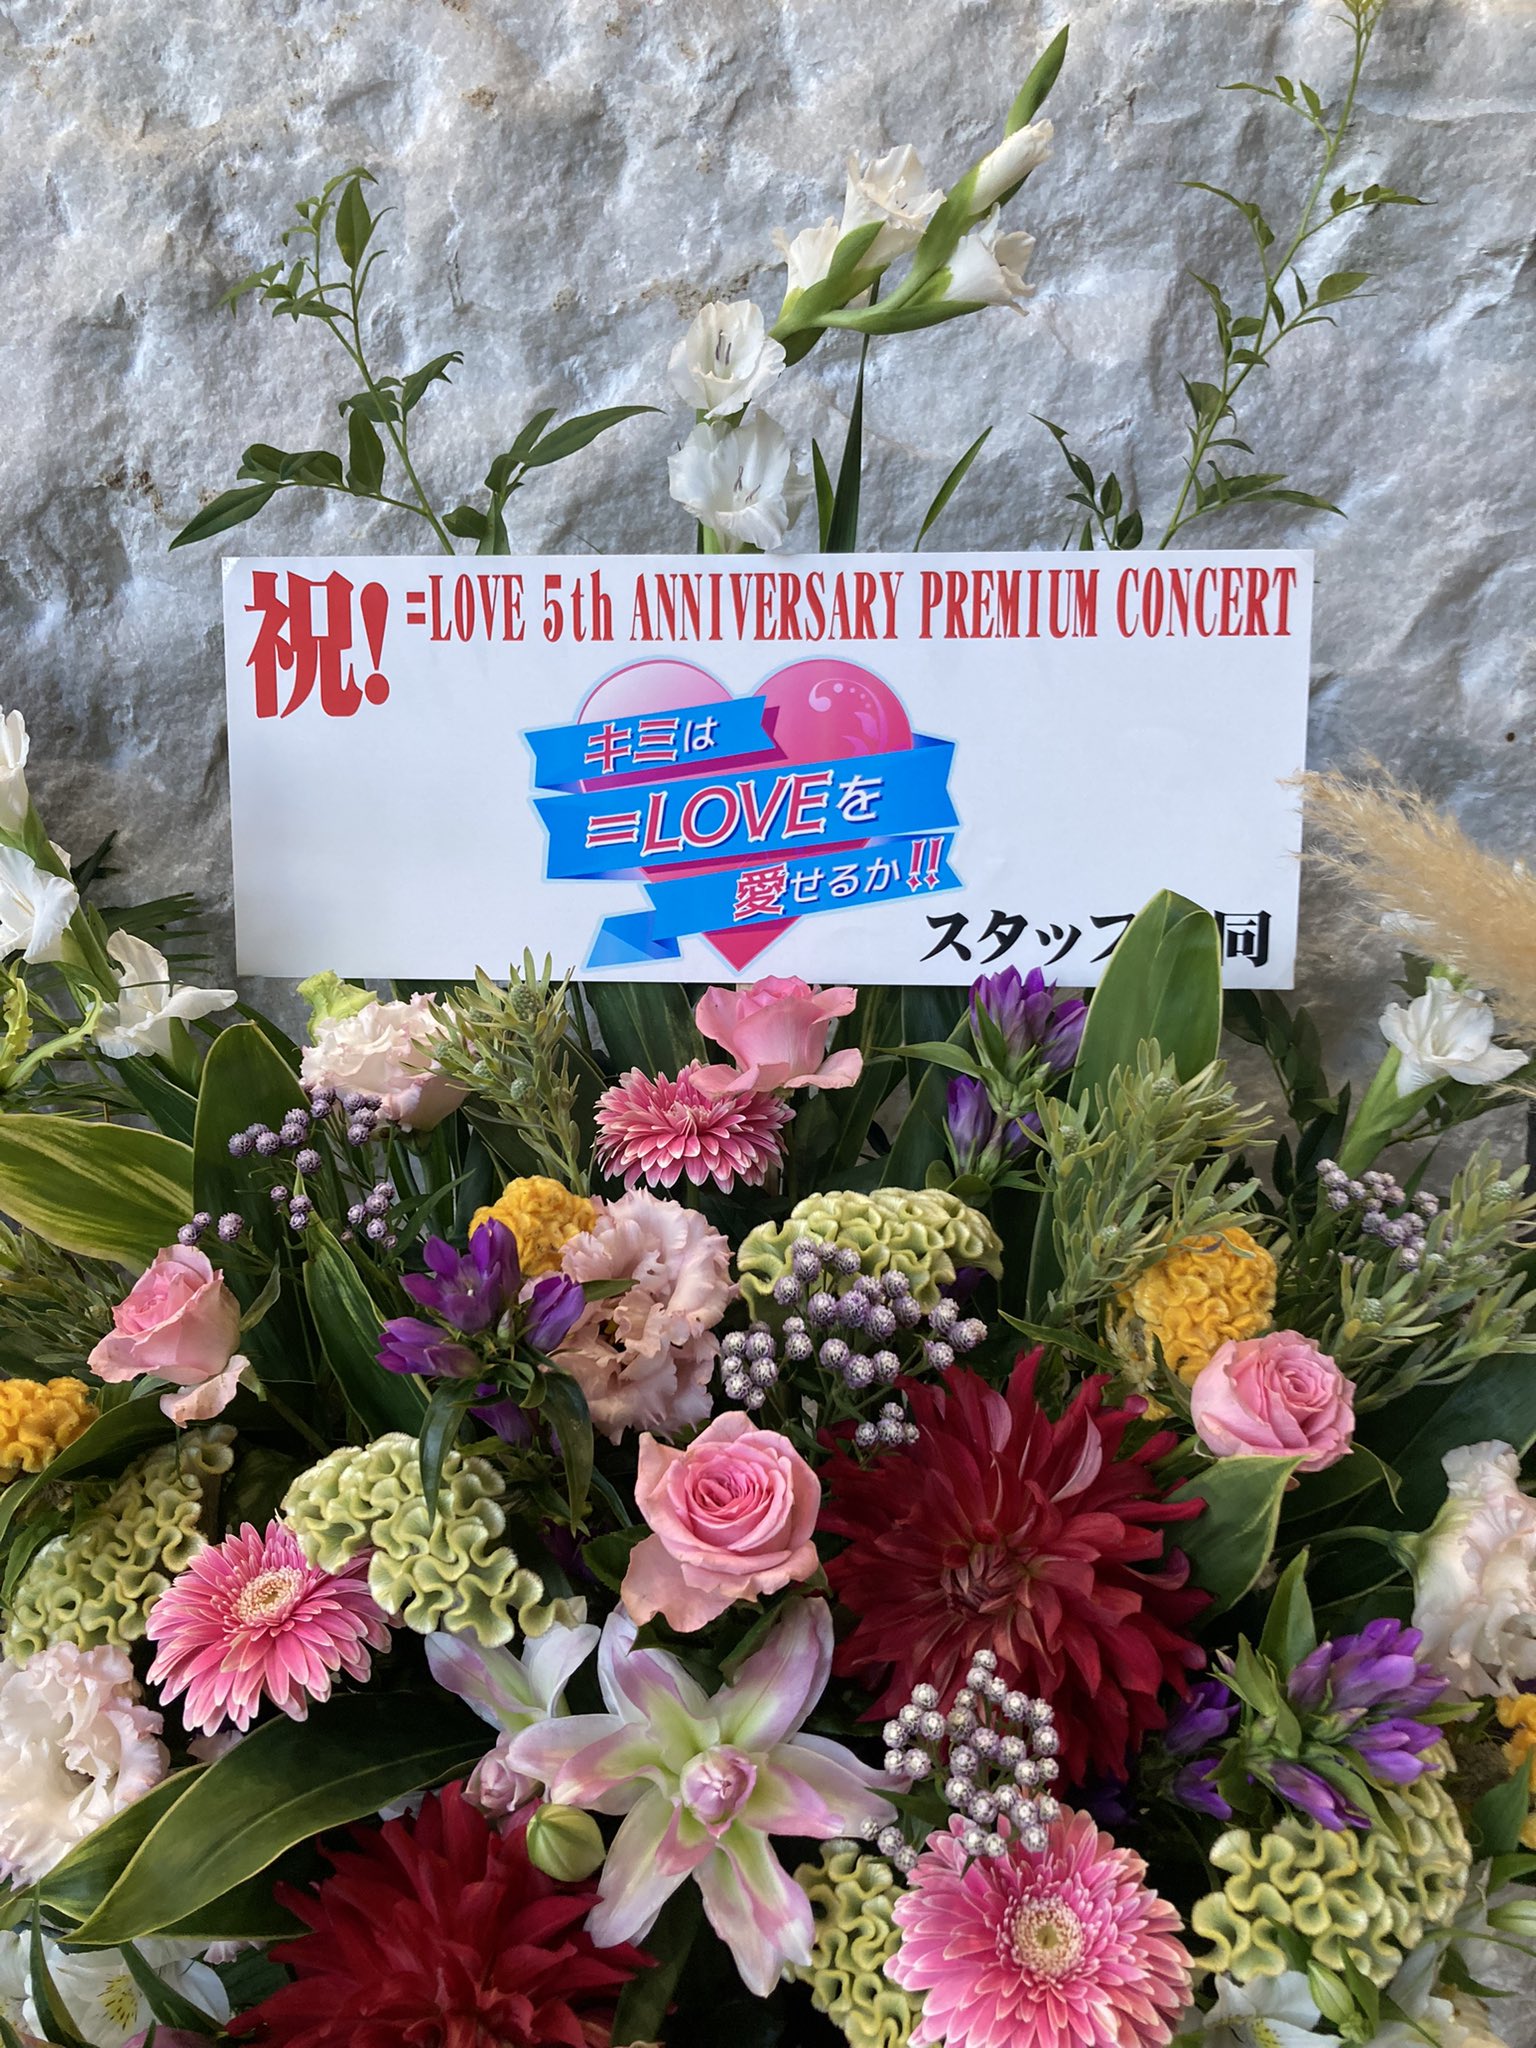 祝! =LOVE 5th ANNIVERSARY PREMIUM CONCERT
キミは
=LOVEを
愛せるか!!
スタッフ 同